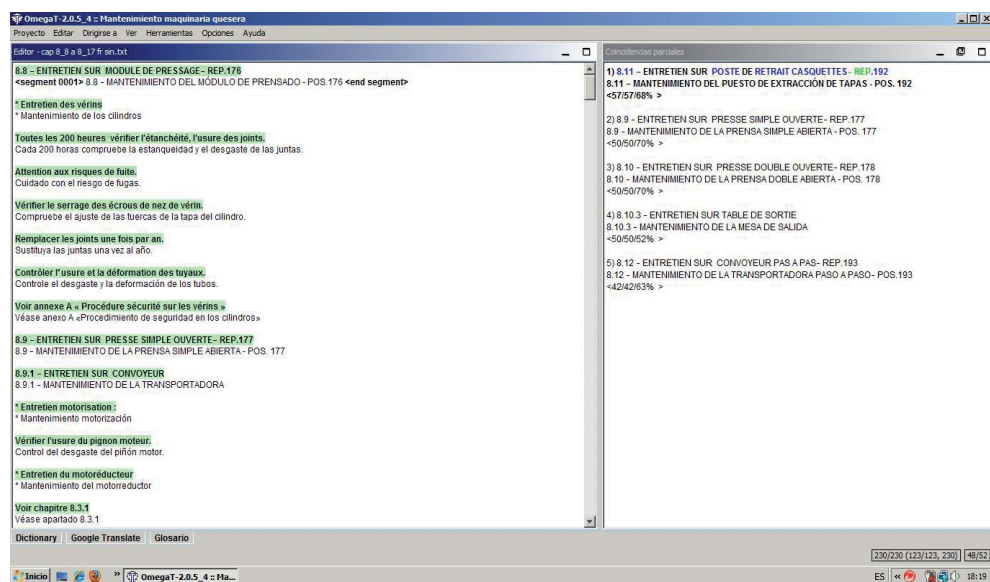 OmegaT-2.0.5_4 :: Mantenimiento maquinaria quesera
Proyecto Editar Dirigirse a Ver Herramientas Opciones Ayuda
Editor - cap 8_8 a 8_17 fr sin.txt
8.8 – ENTRETIEN SUR MODULE DE PRESSAGE– REP.176
<segment 0001> 8.8 - MANTENIMIENTO DEL MÓDULO DE PRENSADO - POS.176 <end segment>
* Entretien des vérins
* Mantenimiento de los cilindros
Toutes les 200 heures vérifier l'étanchéité, l'usure des joints.
Cada 200 horas compruebe la estanqueidad y el desgaste de las juntas.
Attention aux risques de fuite.
Cuidado con el riesgo de fugas.
Vérifier le serrage des écrous de nez de vérin.
Compruebe el ajuste de las tuercas de la tapa del cilindro.
Remplacer les joints une fois par an.
Sustituya las juntas una vez al año.
Contrôler l'usure et la déformation des tuyaux.
Controle el desgaste y la deformación de los tubos.
Voir annexe A « Procédure sécurité sur les vérins »
Véase anexo A «Procedimiento de seguridad en los cilindros»
8.9 – ENTRETIEN SUR PRESSE SIMPLE OUVERTE– REP.177
8.9 - MANTENIMIENTO DE LA PRENSA SIMPLE ABIERTA - POS. 177
8.9.1 – ENTRETIEN SUR CONVOYEUR
8.9.1 - MANTENIMIENTO DE LA TRANSPORTADORA
* Entretien motorisation :
* Mantenimiento motorización
Vérifier l'usure du pignon moteur.
Control del desgaste del piñón motor.
* Entretien du motoréducteur
* Mantenimiento del motorreductor
Voir chapitre 8.3.1
Véase apartado 8.3.1
Coincidencias parciales
1) 8.11 – ENTRETIEN SUR POSTE DE RETRAIT CASQUETTES– REP.192
8.11 – MANTENIMIENTO DEL PUESTO DE EXTRACCIÓN DE TAPAS - POS. 192
<57/57/68% >
2) 8.9 – ENTRETIEN SUR PRESSE SIMPLE OUVERTE– REP.177
8.9 - MANTENIMIENTO DE LA PRENSA SIMPLE ABIERTA - POS. 177
<50/50/70% >
3) 8.10 - ENTRETIEN SUR PRESSE DOUBLE OUVERTE– REP.178
8.10 - MANTENIMIENTO DE LA PRENSA DOBLE ABIERTA - POS. 178
<50/50/70% >
4) 8.10.3 – ENTRETIEN SUR TABLE DE SORTIE
8.10.3 - MANTENIMIENTO DE LA MESA DE SALIDA
<50/50/52% >
5) 8.12 – ENTRETIEN SUR CONVOYEUR PAS A PAS– REP.193
8.12 – MANTENIMIENTO DE LA TRANSPORTADORA PASO A PASO– POS.193
<42/42/63% >
Dictionary Google Translate Glosario
230/230 (123/123, 230) 48/52
Inicio » OmegaT-2.0.5_4 :: Ma... ES « 18:19